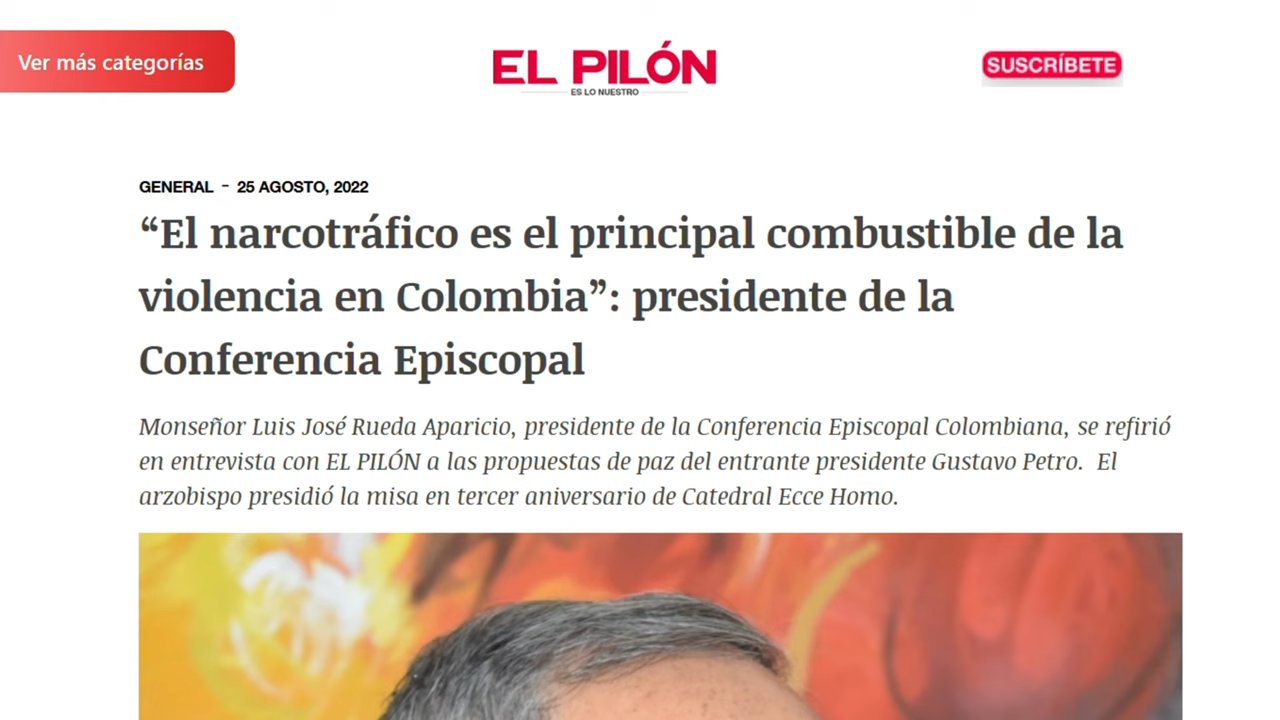 Ver más categorías
EL PILÓN
ES LO NUESTRO
SUSCRÍBETE
GENERAL - 25 AGOSTO, 2022
“El narcotráfico es el principal combustible de la
violencia en Colombia”: presidente de la
Conferencia Episcopal
Monseñor Luis José Rueda Aparicio, presidente de la Conferencia Episcopal Colombiana, se refirió
en entrevista con EL PILÓN a las propuestas de paz del entrante presidente Gustavo Petro. El
arzobispo presidió la misa en tercer aniversario de Catedral Ecce Homo.